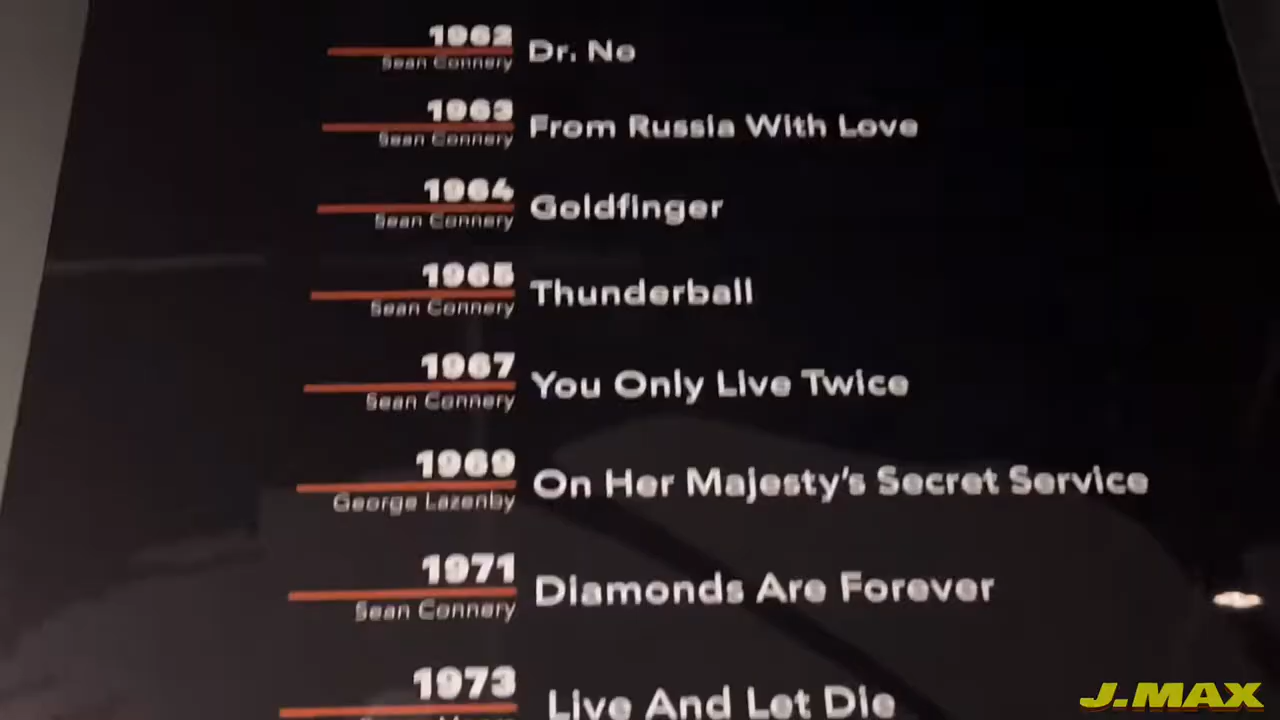 1962
Sean Connery
Dr. No
1963
Sean Connery
From Russia With Love
1964
Sean Connery
Goldfinger
1965
Sean Connery
Thunderball
1967
Sean Connery
You Only Live Twice
1969
George Lazenby
On Her Majesty's Secret Service
1971
Sean Connery
Diamonds Are Forever
1973
Live And Let Die
J.MAX